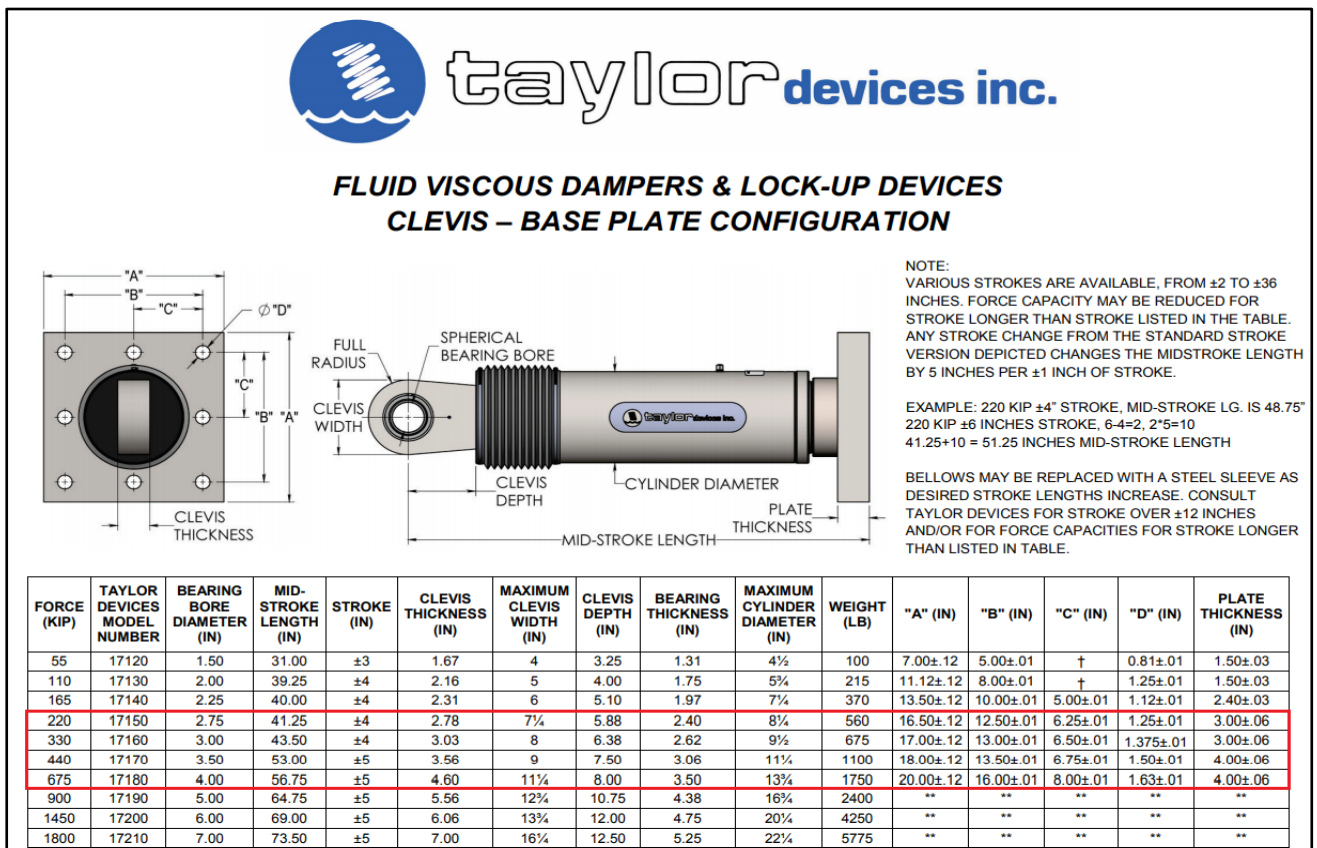 taylor devices inc.
FLUID VISCOUS DAMPERS & LOCK-UP DEVICES
CLEVIS – BASE PLATE CONFIGURATION
"A"
"B"
"C"
Ø "D"
"C"
"B"
"A"
CLEVIS
THICKNESS
FULL
RADIUS
SPHERICAL
BEARING BORE
CLEVIS
WIDTH
taylor devices inc.
CLEVIS
DEPTH
CYLINDER DIAMETER
PLATE
THICKNESS
MID-STROKE LENGTH
NOTE:
VARIOUS STROKES ARE AVAILABLE, FROM ±2 TO ±36
INCHES. FORCE CAPACITY MAY BE REDUCED FOR
STROKE LONGER THAN STROKE LISTED IN THE TABLE.
ANY STROKE CHANGE FROM THE STANDARD STROKE
VERSION DEPICTED CHANGES THE MIDSTROKE LENGTH
BY 5 INCHES PER ±1 INCH OF STROKE.
EXAMPLE: 220 KIP ±4” STROKE, MID-STROKE LG. IS 48.75”
220 KIP ±6 INCHES STROKE, 6-4=2, 2*5=10
41.25+10 = 51.25 INCHES MID-STROKE LENGTH
BELLOWS MAY BE REPLACED WITH A STEEL SLEEVE AS
DESIRED STROKE LENGTHS INCREASE. CONSULT
TAYLOR DEVICES FOR STROKE OVER ±12 INCHES
AND/OR FOR FORCE CAPACITIES FOR STROKE LONGER
THAN LISTED IN TABLE.
FORCE (KIP) TAYLOR DEVICES MODEL NUMBER BEARING BORE DIAMETER (IN) MID-STROKE LENGTH (IN) STROKE (IN) CLEVIS THICKNESS (IN) MAXIMUM CLEVIS WIDTH (IN) CLEVIS DEPTH (IN) BEARING THICKNESS (IN) MAXIMUM CYLINDER DIAMETER (IN) WEIGHT (LB) "A" (IN) "B" (IN) "C" (IN) "D" (IN) PLATE THICKNESS (IN)
55 17120 1.50 31.00 ±3 1.67 4 3.25 1.31 4½ 100 7.00±.12 5.00±.01 † 0.81±.01 1.50±.03
110 17130 2.00 39.25 ±4 2.16 5 4.00 1.75 5¾ 215 11.12±.12 8.00±.01 † 1.25±.01 1.50±.03
165 17140 2.25 40.00 ±4 2.31 6 5.10 1.97 7¼ 370 13.50±.12 10.00±.01 5.00±.01 1.12±.01 2.40±.03
220 17150 2.75 41.25 ±4 2.78 7¼ 5.88 2.40 8¼ 560 16.50±.12 12.50±.01 6.25±.01 1.25±.01 3.00±.06
330 17160 3.00 43.50 ±4 3.03 8 6.38 2.62 9½ 675 17.00±.12 13.00±.01 6.50±.01 1.375±.01 3.00±.06
440 17170 3.50 53.00 ±5 3.56 9 7.50 3.06 11¼ 1100 18.00±.12 13.50±.01 6.75±.01 1.50±.01 4.00±.06
675 17180 4.00 56.75 ±5 4.60 11¼ 8.00 3.50 13¾ 1750 20.00±.12 16.00±.01 8.00±.01 1.63±.01 4.00±.06
900 17190 5.00 64.75 ±5 5.56 12¾ 10.75 4.38 16¾ 2400 ** ** ** ** **
1450 17200 6.00 69.00 ±5 6.06 13¾ 12.00 4.75 20¼ 4250 ** ** ** ** **
1800 17210 7.00 73.50 ±5 7.00 16¼ 12.50 5.25 22¼ 5775 ** ** ** ** **